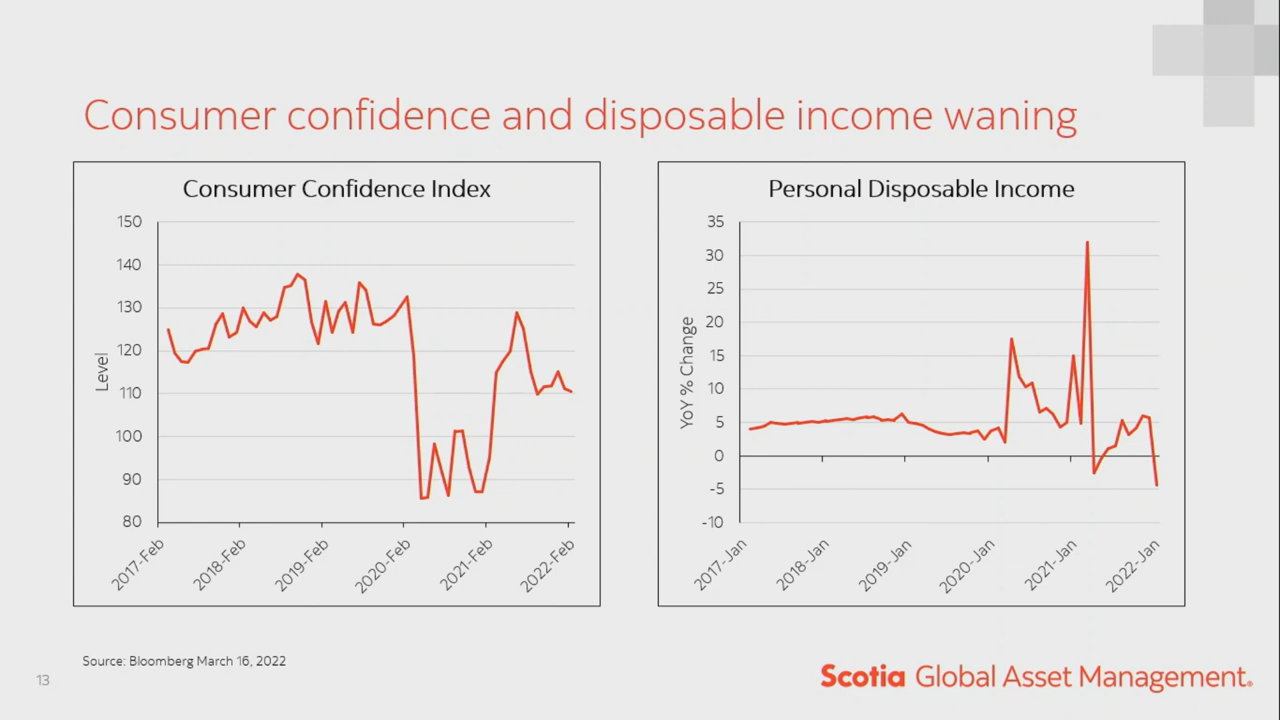 Consumer confidence and disposable income waning
Consumer Confidence Index
150
140
130
120
110
100
90
80
Level
2017-Feb
2018-Feb
2019-Feb
2020-Feb
2021-Feb
2022-Feb
Personal Disposable Income
35
30
25
20
15
10
5
0
-5
-10
YoY % Change
2017-Jan
2018-Jan
2019-Jan
2020-Jan
2021-Jan
2022-Jan
Source: Bloomberg March 16, 2022
13
Scotia Global Asset Management®